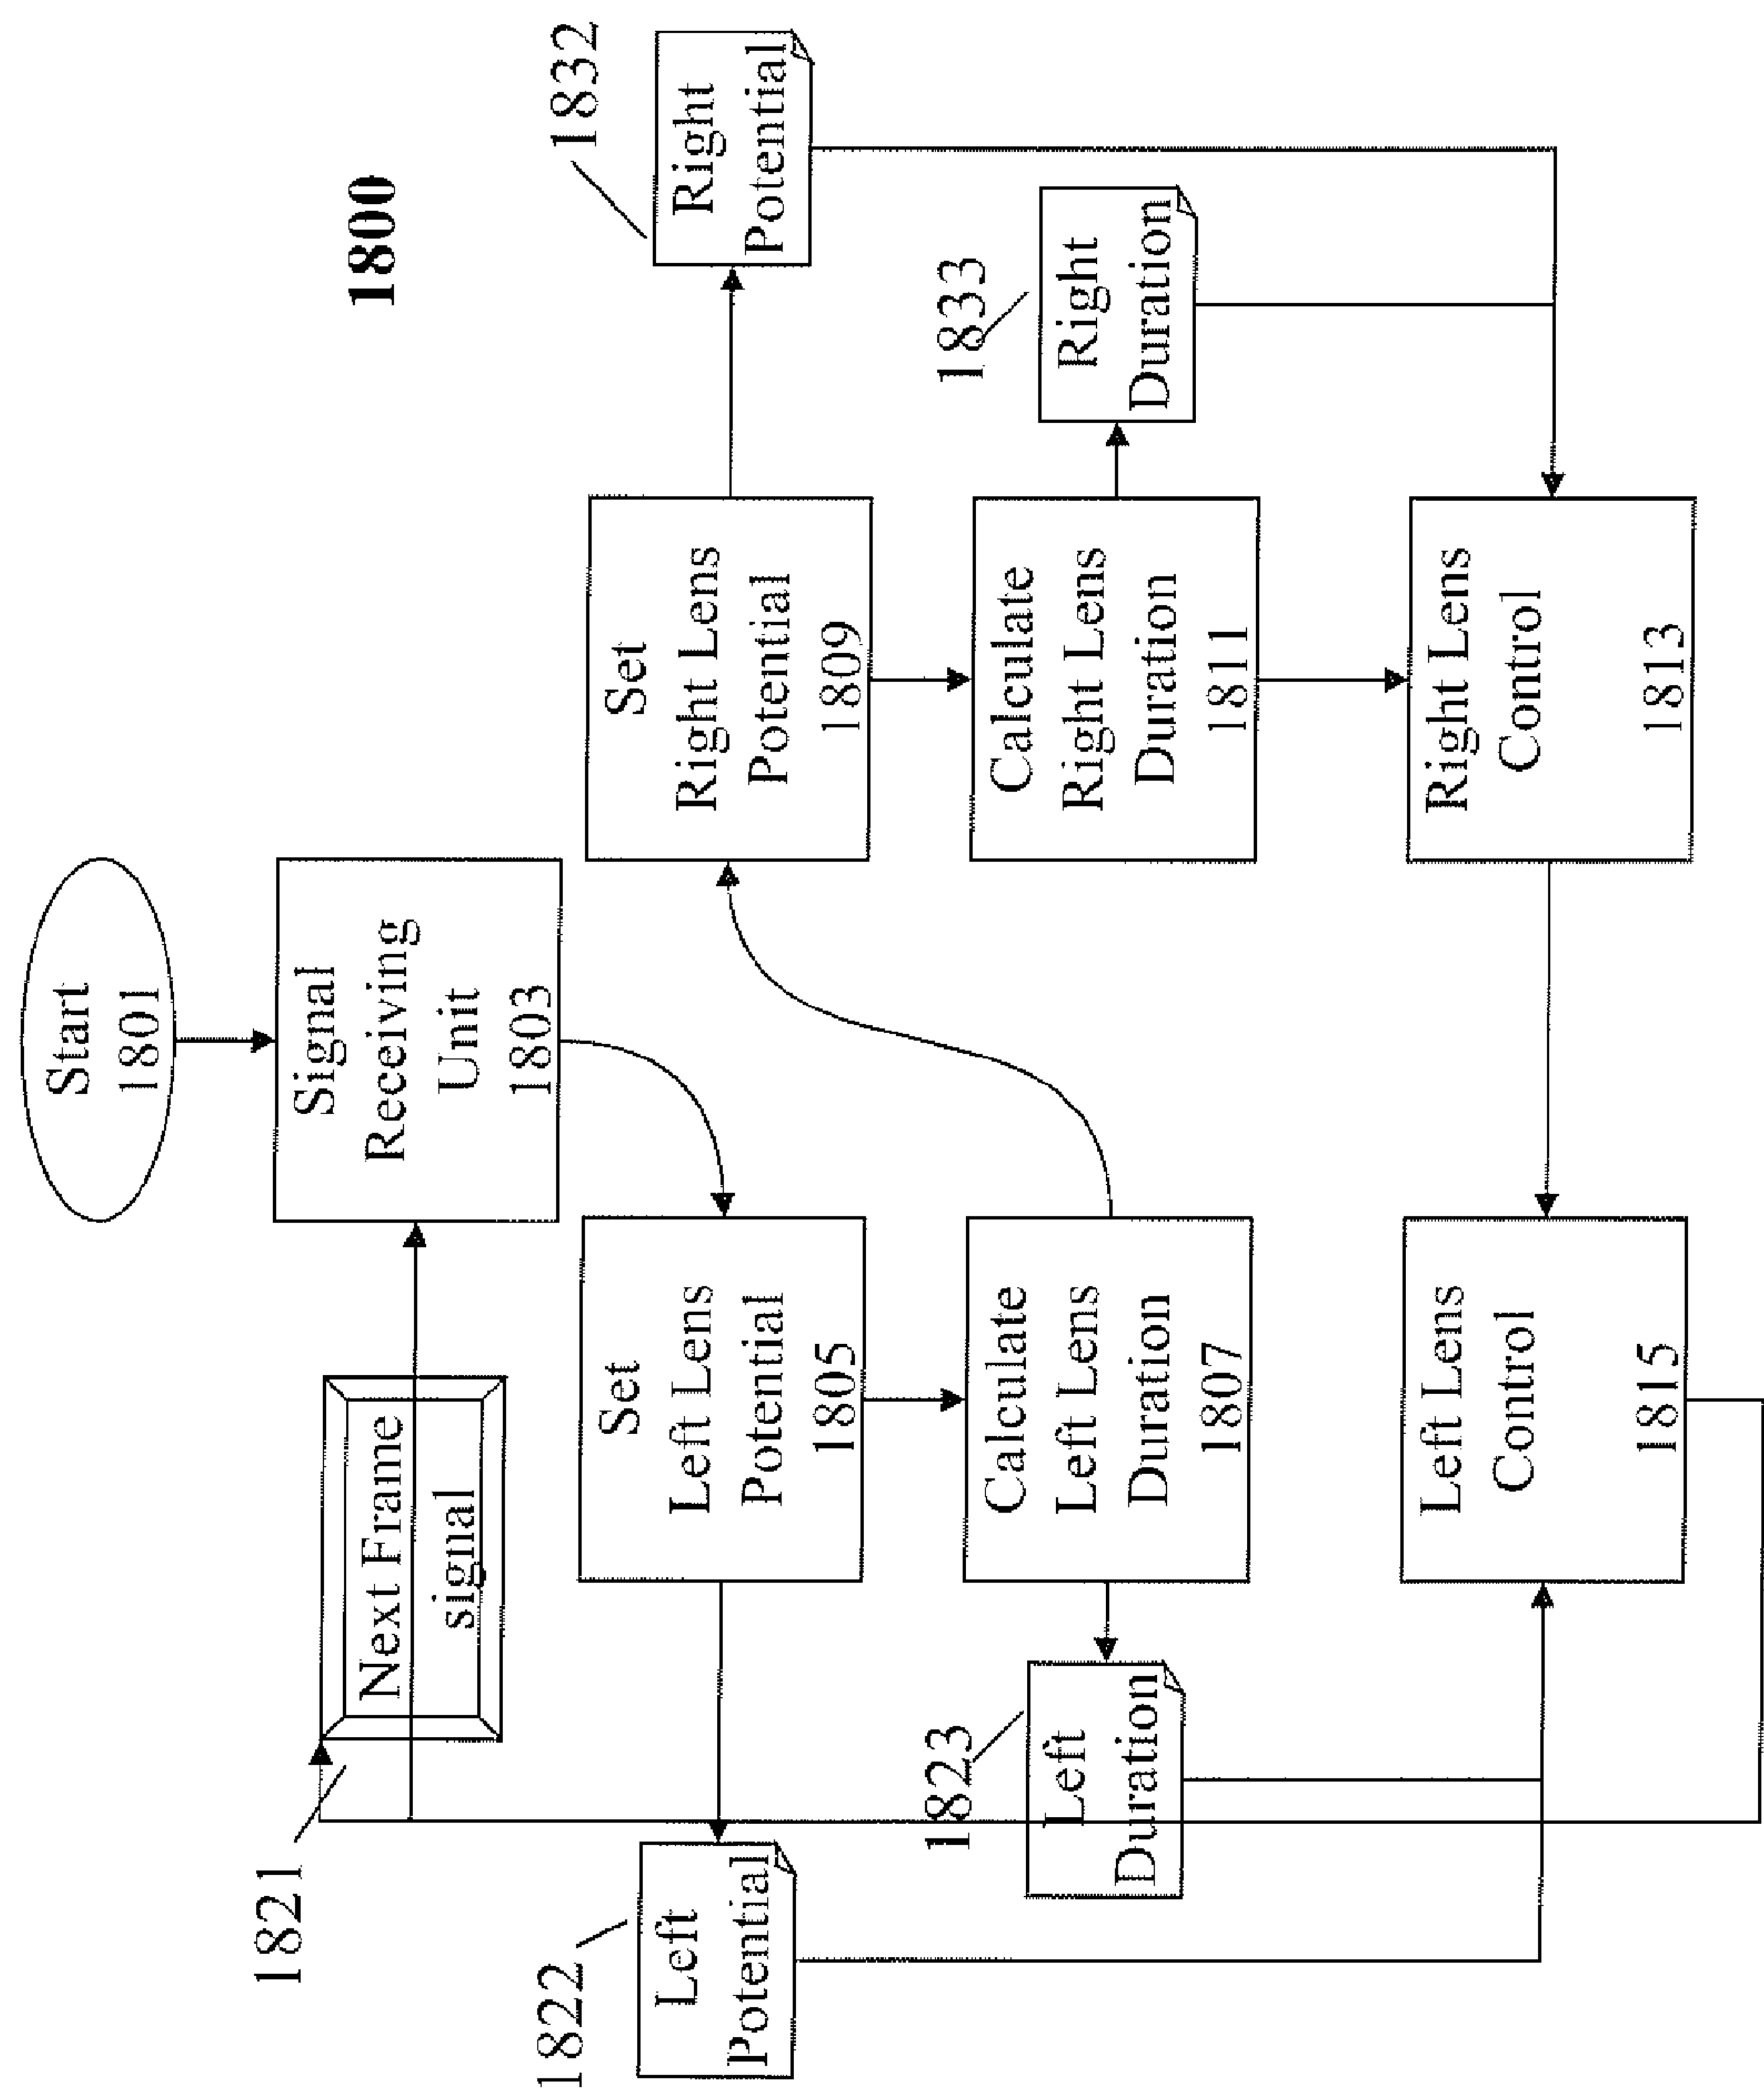 1800
Start
1801
Signal
Receiving
Unit
1803
1821
Next Frame
signal
1822
Left
Potential
Set
Left Lens
Potential
1805
Set
Right Lens
Potential
1809
1832
Right
Potential
1823
Left
Duration
Calculate
Left Lens
Duration
1807
Calculate
Right Lens
Duration
1811
1833
Right
Duration
Left Lens
Control
1815
Right Lens
Control
1813